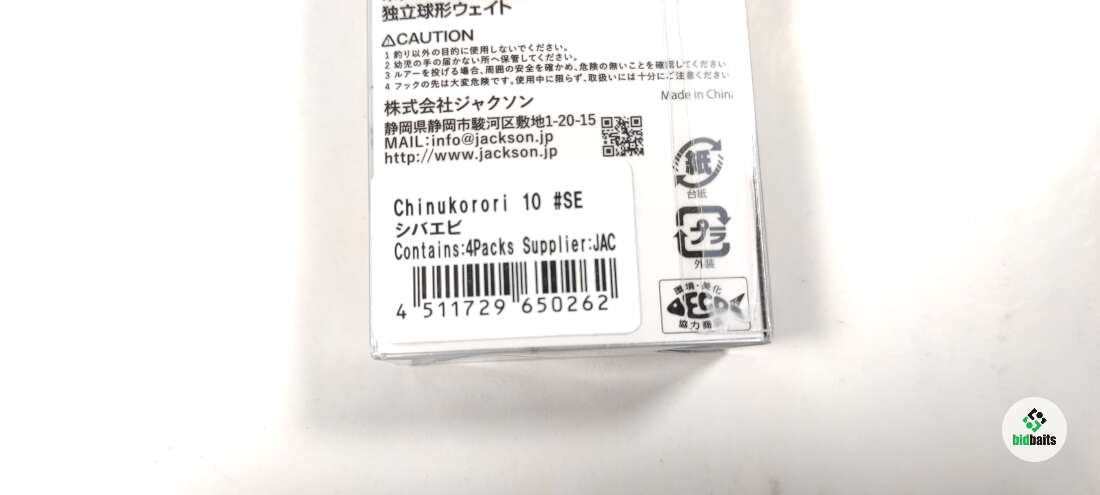 独立球形ウェイト
⚠CAUTION
1 釣り以外の目的に使用しないでください。
2 幼児の手の届かない所へ保管してください。
3 ルアーを投げる場合、周囲の安全を確かめ、危険の無いことを確認してください
4 フックの先は大変危険です。使用中に限らず、取扱いには十分にご注意ください
Made in China
株式会社ジャクソン
静岡県静岡市駿河区敷地1-20-15
MAIL:info@jackson.jp
http://www.jackson.jp
紙
台紙
プラ
外装
環境・美化
ECO
協力商
Chinukorori 10 #SE
シバエビ
Contains:4Packs Supplier:JAC
4 511729 650262
bidbaits